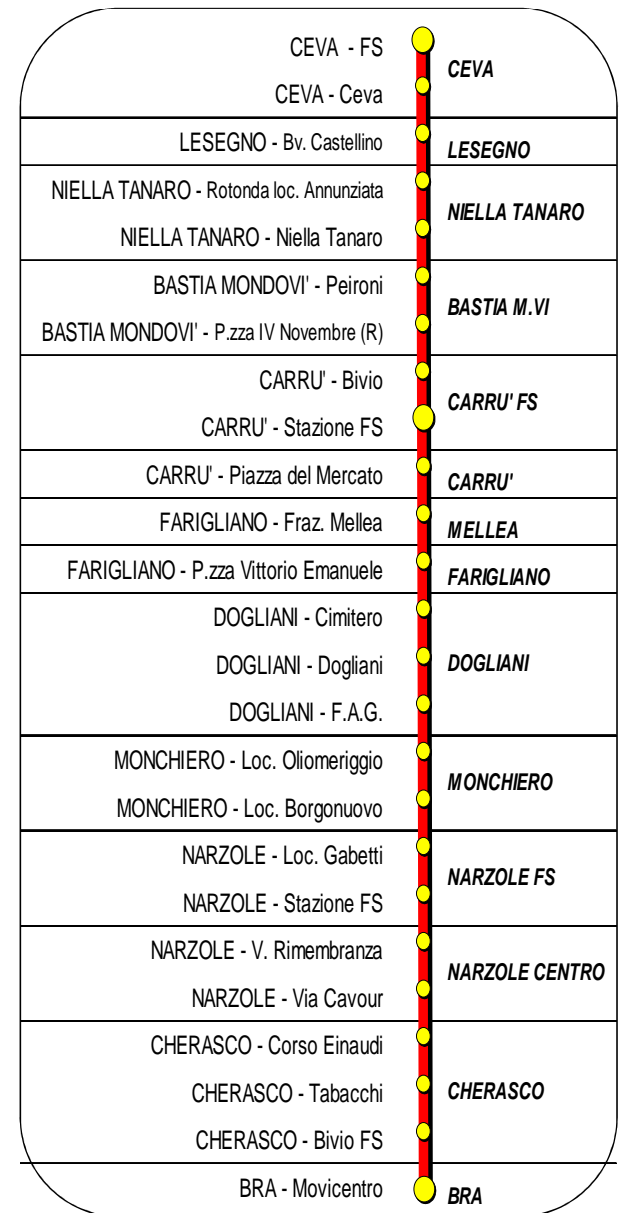 CEVA - FS
CEVA - Ceva
CEVA
LESEGNO - Bv. Castellino
LESEGNO
NIELLA TANARO - Rotonda loc. Annunziata
NIELLA TANARO - Niella Tanaro
NIELLA TANARO
BASTIA MONDOVI' - Peironi
BASTIA MONDOVI' - P.zza IV Novembre (R)
BASTIA M.VI
CARRU' - Bivio
CARRU' - Stazione FS
CARRU' FS
CARRU' - Piazza del Mercato
CARRU'
FARIGLIANO - Fraz. Mellea
MELLEA
FARIGLIANO - P.zza Vittorio Emanuele
FARIGLIANO
DOGLIANI - Cimitero
DOGLIANI - Dogliani
DOGLIANI - F.A.G.
DOGLIANI
MONCHIERO - Loc. Oliomeriggio
MONCHIERO - Loc. Borgonuovo
MONCHIERO
NARZOLE - Loc. Gabetti
NARZOLE - Stazione FS
NARZOLE FS
NARZOLE - V. Rimembranza
NARZOLE - Via Cavour
NARZOLE CENTRO
CHERASCO - Corso Einaudi
CHERASCO - Tabacchi
CHERASCO - Bivio FS
CHERASCO
BRA - Movicentro
BRA